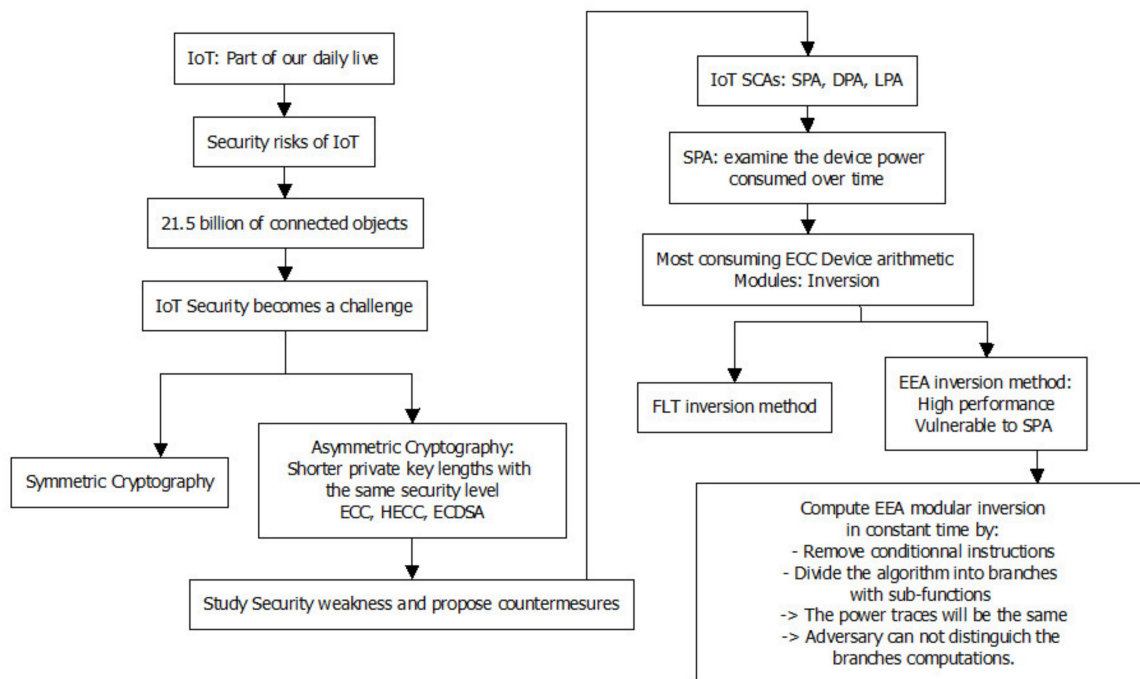 IoT: Part of our daily live
Security risks of IoT
21.5 billion of connected objects
IoT Security becomes a challenge
Symmetric Cryptography
Asymmetric Cryptography:
Shorter private key lengths with
the same security level
ECC, HECC, ECDSA
Study Security weakness and propose countermesures
IoT SCAs: SPA, DPA, LPA
SPA: examine the device power
consumed over time
Most consuming ECC Device arithmetic
Modules: Inversion
FLT inversion method
EEA inversion method:
High performance
Vulnerable to SPA
Compute EEA modular inversion
in constant time by:
- Remove conditionnal instructions
- Divide the algorithm into branches
with sub-functions
-> The power traces will be the same
-> Adversary can not distinguich the
branches computations.